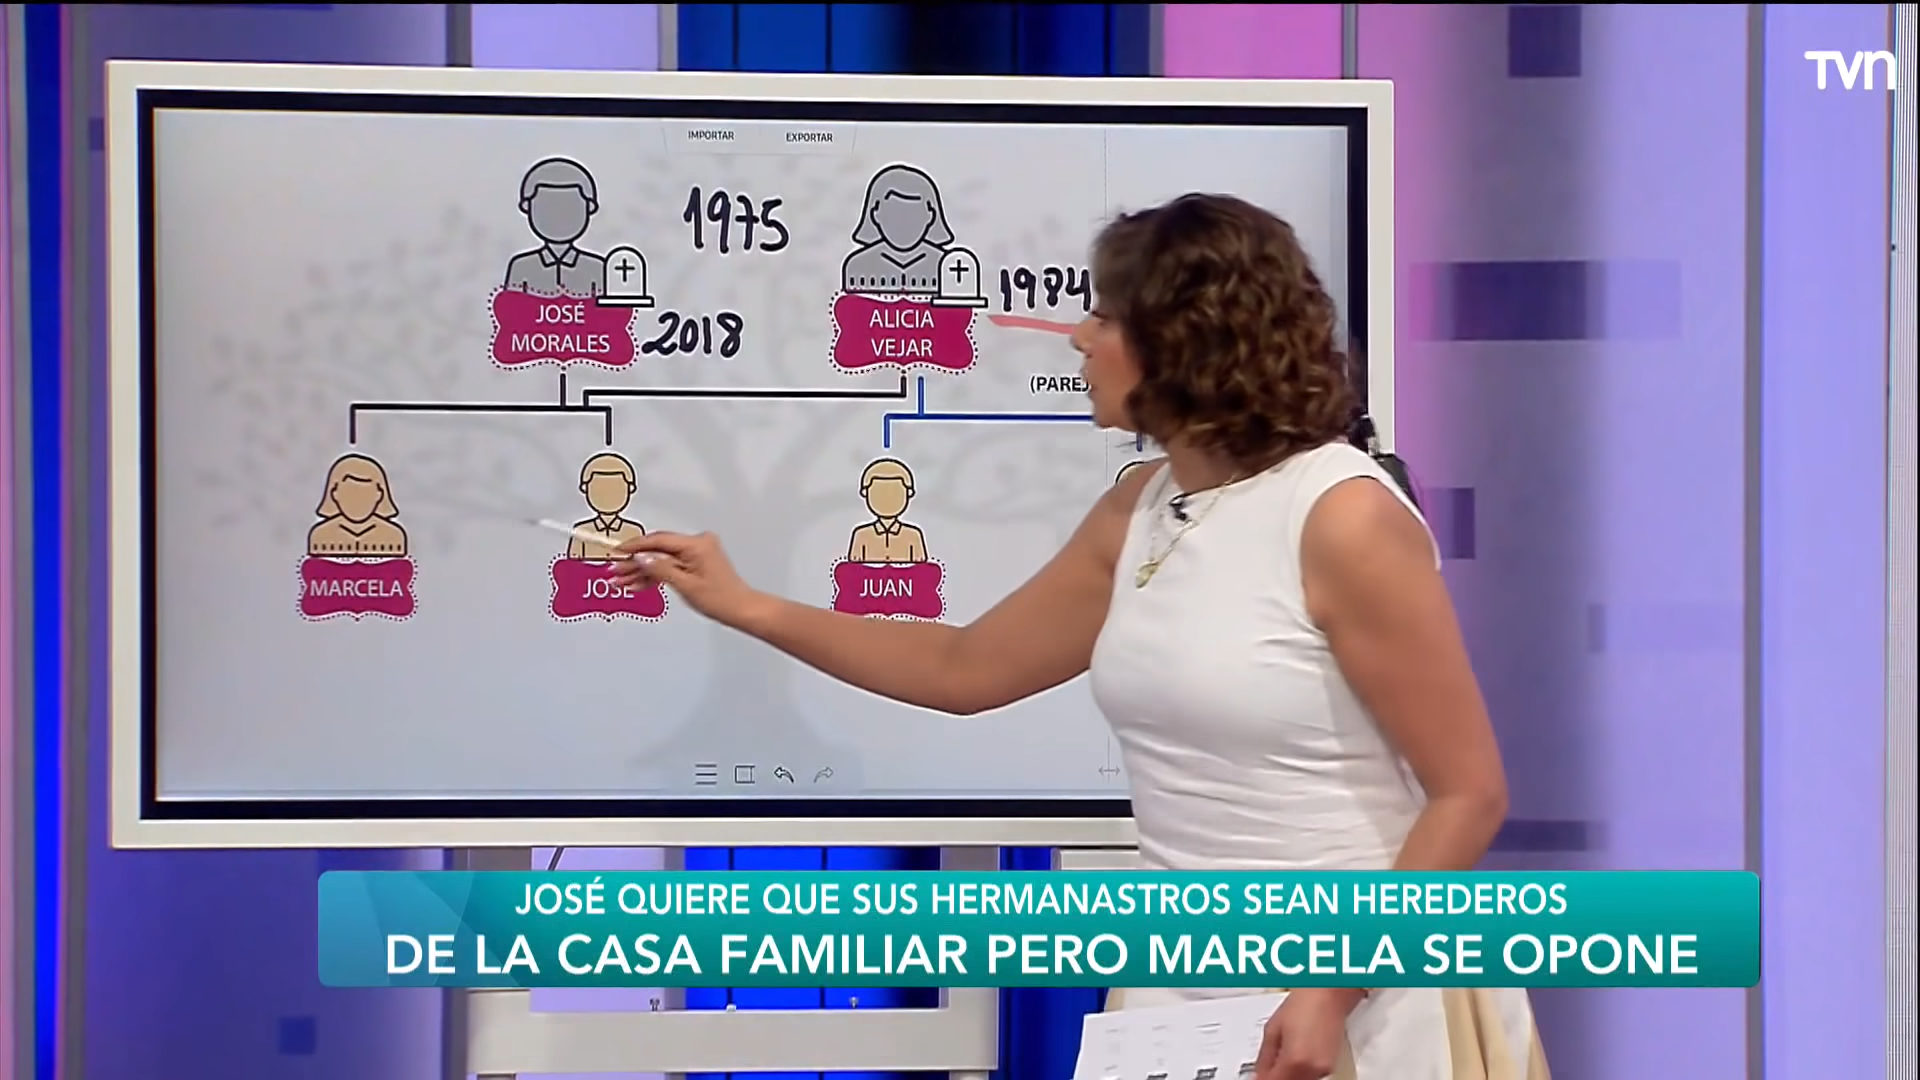 TVN
IMPORTAR EXPORTAR
1975
1984
JOSÉ
MORALES
2018
ALICIA
VEJAR
(PAREJ
MARCELA
JOSÉ
JUAN
JOSÉ QUIERE QUE SUS HERMANASTROS SEAN HEREDEROS
DE LA CASA FAMILIAR PERO MARCELA SE OPONE